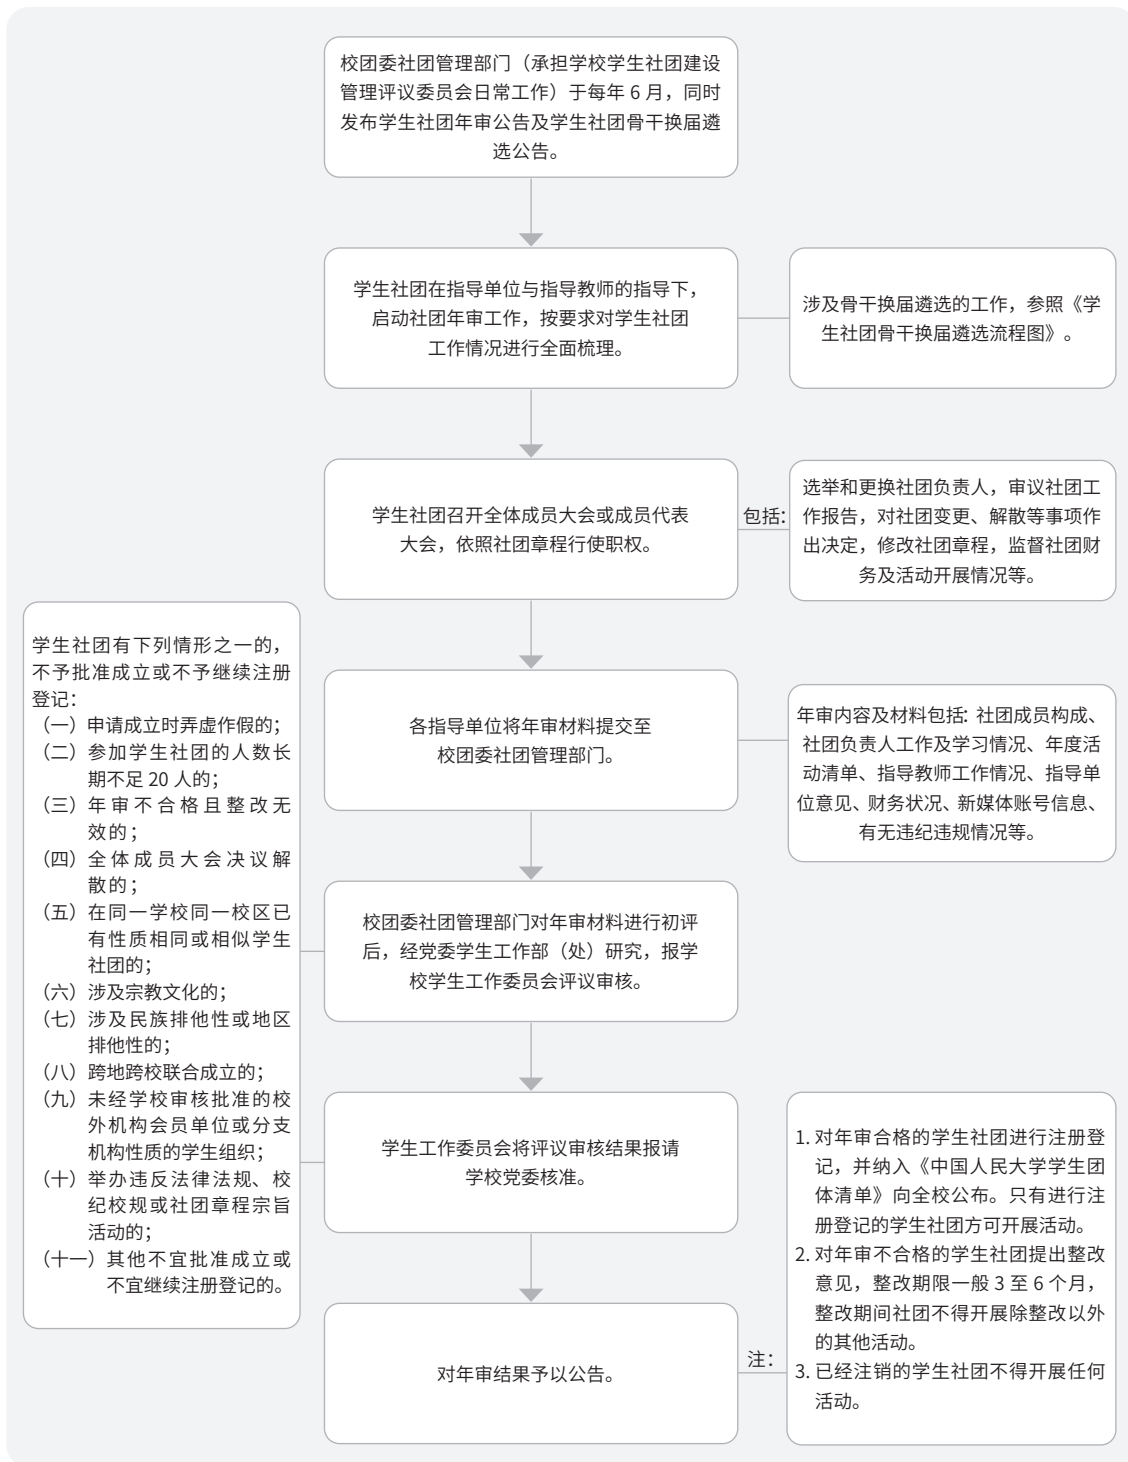 校团委社团管理部门（承担学校学生社团建设
管理评议委员会日常工作）于每年 6 月，同时
发布学生社团年审公告及学生社团骨干换届遴
选公告。
学生社团在指导单位与指导教师的指导下，
启动社团年审工作，按要求对学生社团
工作情况进行全面梳理。
涉及骨干换届遴选的工作，参照《学
生社团骨干换届遴选流程图》。
学生社团召开全体成员大会或成员代表
大会，依照社团章程行使职权。
包括：
选举和更换社团负责人，审议社团工
作报告，对社团变更、解散等事项作
出决定，修改社团章程，监督社团财
务及活动开展情况等。
各指导单位将年审材料提交至
校团委社团管理部门。
年审内容及材料包括：社团成员构成、
社团负责人工作及学习情况、年度活
动清单、指导教师工作情况、指导单
位意见、财务状况、新媒体账号信息、
有无违纪违规情况等。
学生社团有下列情形之一的，
不予批准成立或不予继续注册
登记：
（一）申请成立时弄虚作假的；
（二）参加学生社团的人数长
期不足 20 人的；
（三）年审不合格且整改无
效的；
（四）全体成员大会决议解
散的；
（五）在同一学校同一校区已
有性质相同或相似学生
社团的；
（六）涉及宗教文化的；
（七）涉及民族排他性或地区
排他性的；
（八）跨地跨校联合成立的；
（九）未经学校审核批准的校
外机构会员单位或分支
机构性质的学生组织；
（十）举办违反法律法规、校
纪校规或社团章程宗旨
活动的；
（十一）其他不宜批准成立或
不宜继续注册登记的。
校团委社团管理部门对年审材料进行初评
后，经党委学生工作部（处）研究，报学
校学生工作委员会评议审核。
学生工作委员会将评议审核结果报请
学校党委核准。
对年审结果予以公告。
注：
1. 对年审合格的学生社团进行注册登
记，并纳入《中国人民大学学生团
体清单》向全校公布。只有进行注
册登记的学生社团方可开展活动。
2. 对年审不合格的学生社团提出整改
意见，整改期限一般 3 至 6 个月，
整改期间社团不得开展除整改以外
的其他活动。
3. 已经注销的学生社团不得开展任何
活动。